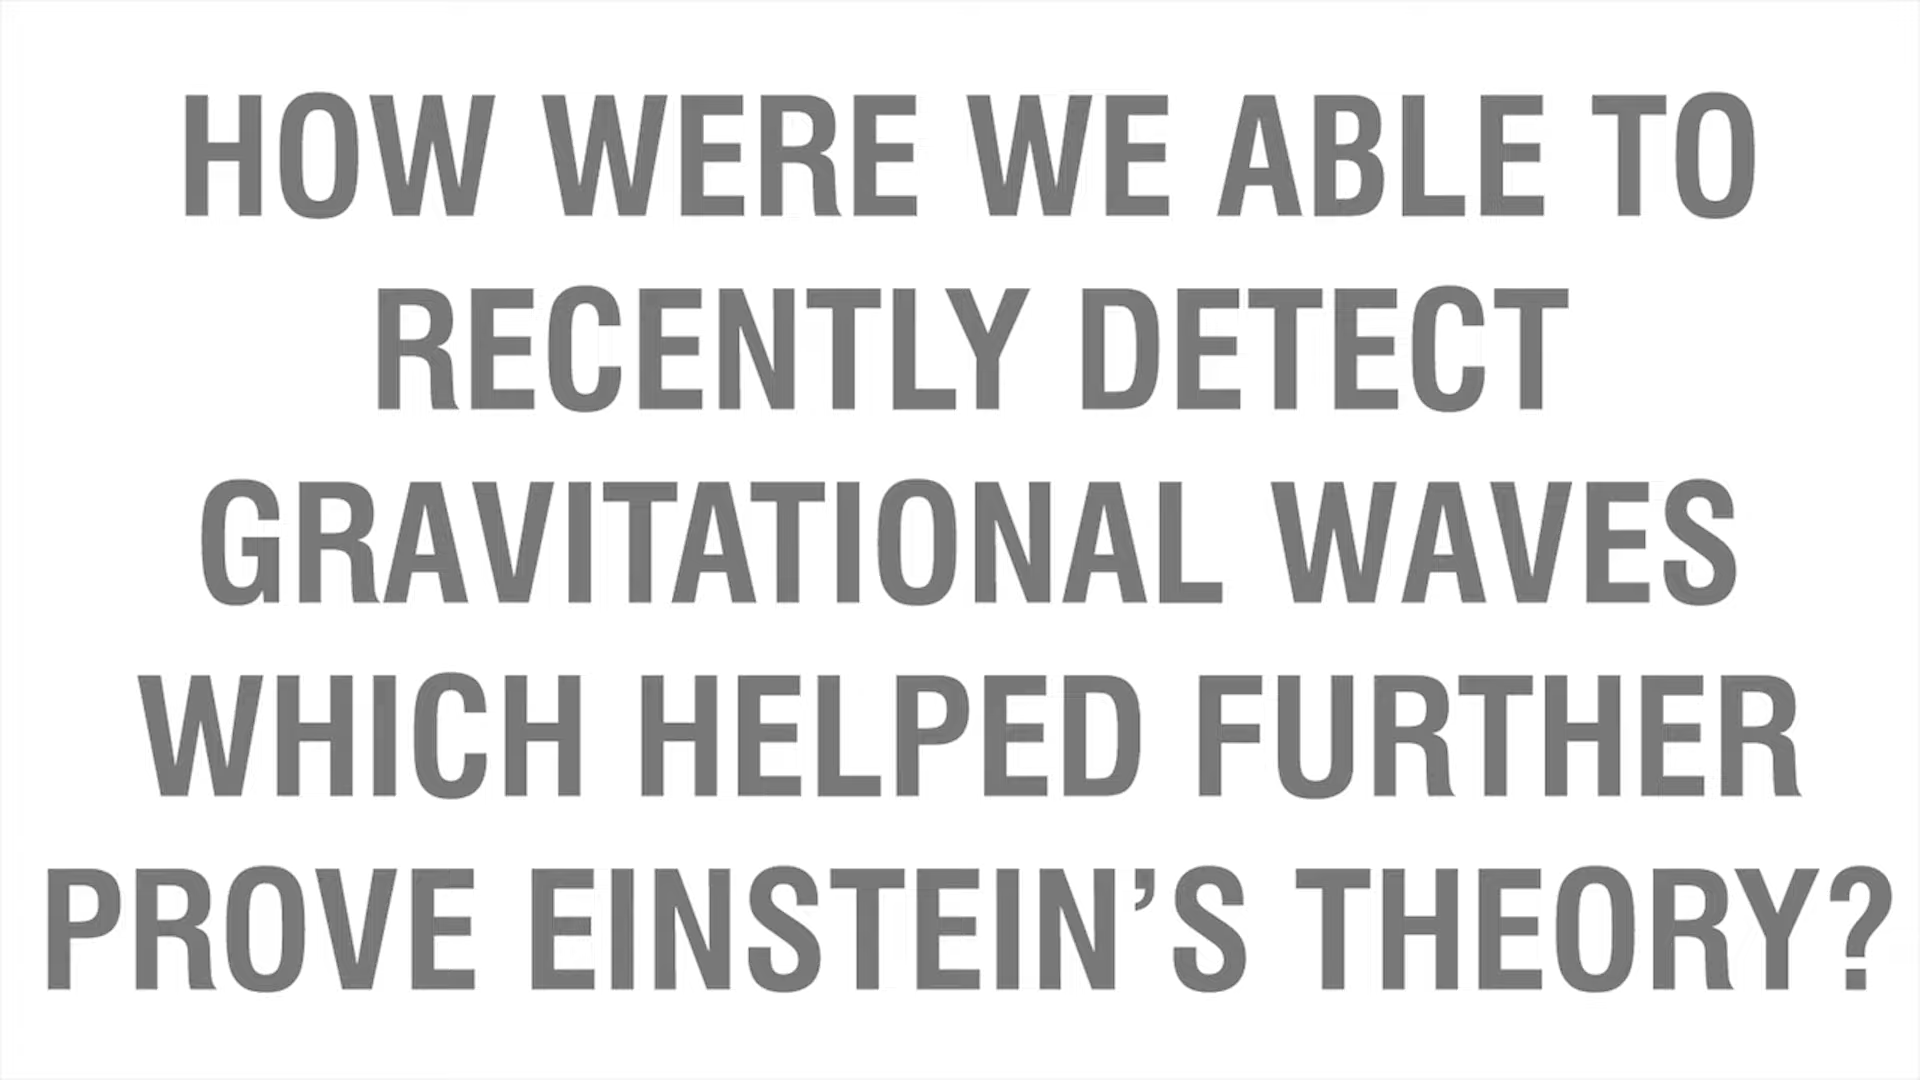 HOW WERE WE ABLE TO
RECENTLY DETECT
GRAVITATIONAL WAVES
WHICH HELPED FURTHER
PROVE EINSTEIN’S THEORY?